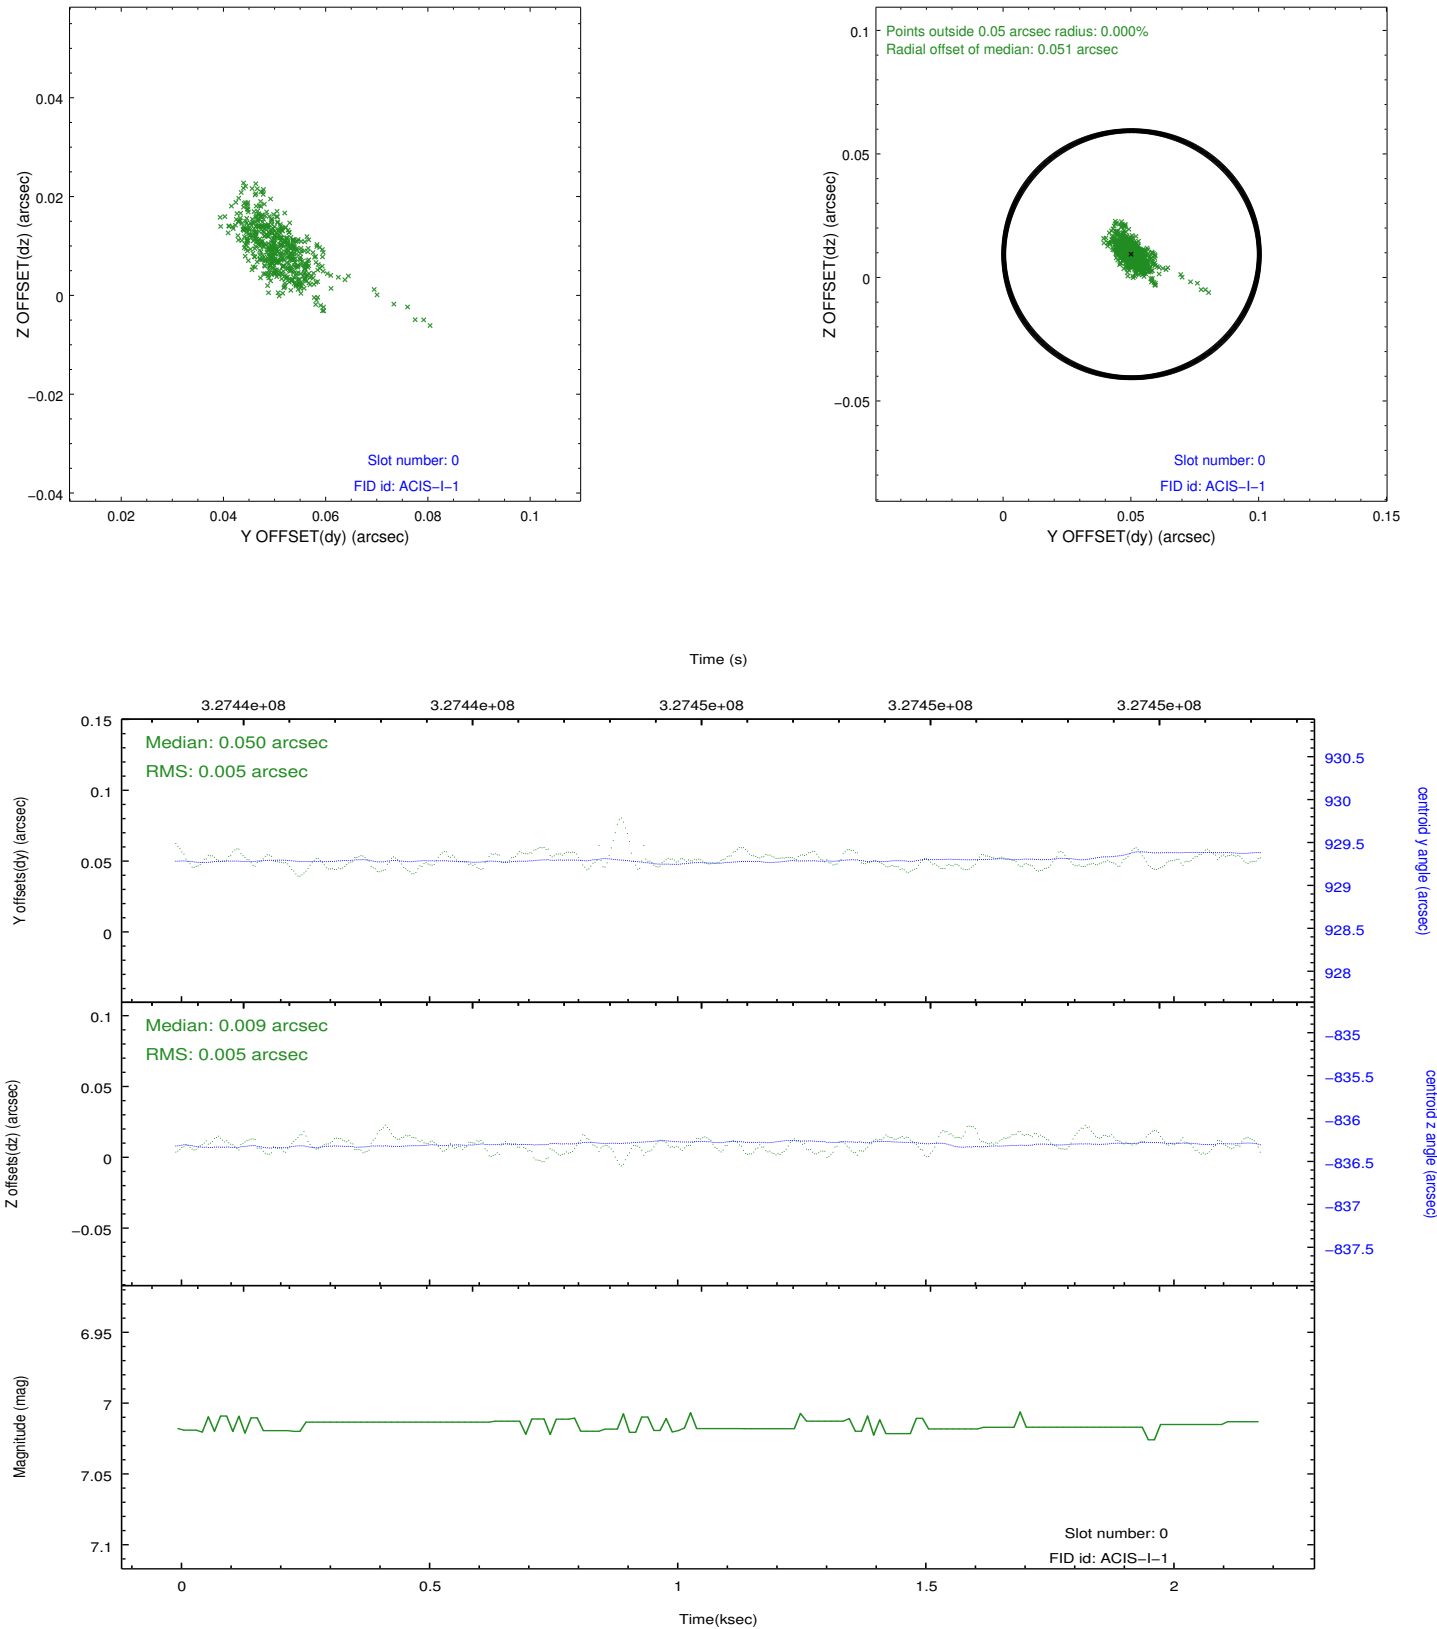 0.04
0.02
0
−0.02
−0.04
Z OFFSET(dz) (arcsec)
Slot number: 0
FID id: ACIS−I−1
0.02
0.04
0.06
0.08
0.1
Y OFFSET(dy) (arcsec)
Points outside 0.05 arcsec radius: 0.000%
Radial offset of median: 0.051 arcsec
0.1
0.05
0
−0.05
Z OFFSET(dz) (arcsec)
Slot number: 0
FID id: ACIS−I−1
0
0.05
0.1
0.15
Y OFFSET(dy) (arcsec)
Time (s)
3.2744e+08
3.2744e+08
3.2745e+08
3.2745e+08
3.2745e+08
Median: 0.050 arcsec
RMS: 0.005 arcsec
0.15
0.1
0.05
0
Y offsets(dy) (arcsec)
930.5
930
929.5
929
928.5
928
centroid y angle (arcsec)
Median: 0.009 arcsec
RMS: 0.005 arcsec
0.1
0.05
0
−0.05
Z offsets(dz) (arcsec)
−835
−835.5
−836
−836.5
−837
−837.5
centroid z angle (arcsec)
6.95
7
7.05
7.1
Magnitude (mag)
Slot number: 0
FID id: ACIS−I−1
0
0.5
1
1.5
2
Time(ksec)